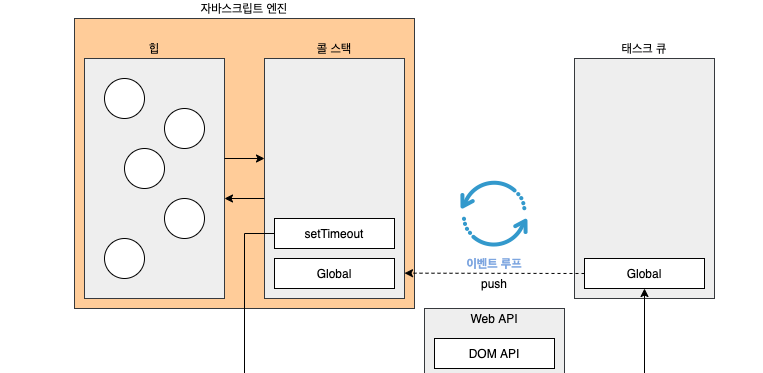 자바스크립트 엔진
힙
콜 스택
태스크 큐
setTimeout
Global
이벤트 루프
push
Global
Web API
DOM API